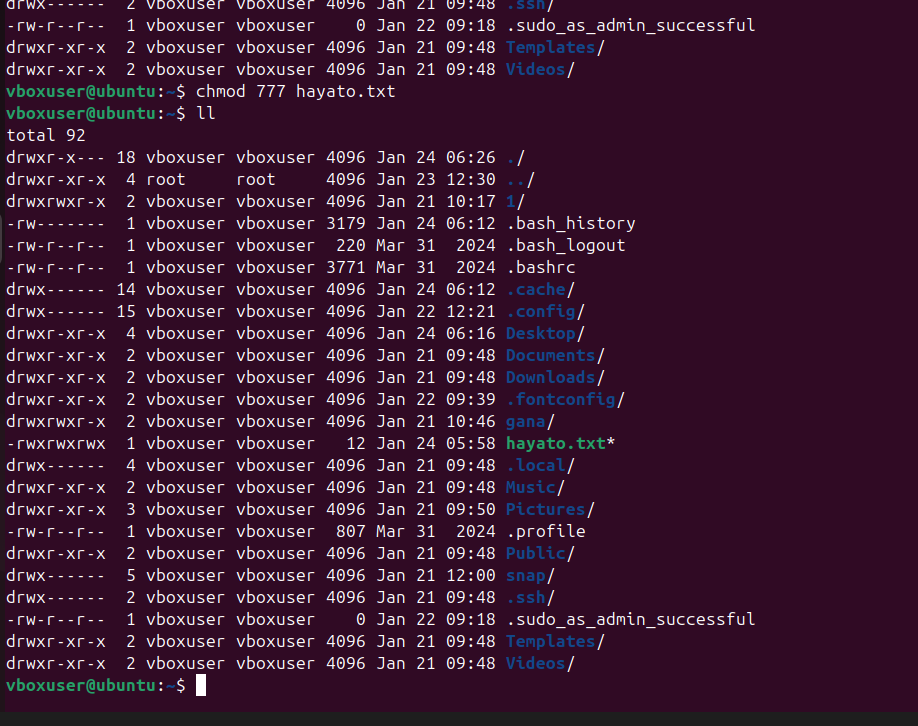 drwx------  2 vboxuser vboxuser 4096 Jan 21 09:48 .ssh/
-rw-r--r--  1 vboxuser vboxuser    0 Jan 22 09:18 .sudo_as_admin_successful
drwxr-xr-x  2 vboxuser vboxuser 4096 Jan 21 09:48 Templates/
drwxr-xr-x  2 vboxuser vboxuser 4096 Jan 21 09:48 Videos/
vboxuser@ubuntu:~$ chmod 777 hayato.txt
vboxuser@ubuntu:~$ ll
total 92
drwxr-x--- 18 vboxuser vboxuser 4096 Jan 24 06:26 ./
drwxr-xr-x  4 root     root     4096 Jan 23 12:30 ../
drwxrwxr-x  2 vboxuser vboxuser 4096 Jan 21 10:17 1/
-rw-------  1 vboxuser vboxuser 3179 Jan 24 06:12 .bash_history
-rw-r--r--  1 vboxuser vboxuser  220 Mar 31  2024 .bash_logout
-rw-r--r--  1 vboxuser vboxuser 3771 Mar 31  2024 .bashrc
drwx------ 14 vboxuser vboxuser 4096 Jan 24 06:12 .cache/
drwx------ 15 vboxuser vboxuser 4096 Jan 22 12:21 .config/
drwxr-xr-x  4 vboxuser vboxuser 4096 Jan 24 06:16 Desktop/
drwxr-xr-x  2 vboxuser vboxuser 4096 Jan 21 09:48 Documents/
drwxr-xr-x  2 vboxuser vboxuser 4096 Jan 21 09:48 Downloads/
drwxr-xr-x  2 vboxuser vboxuser 4096 Jan 22 09:39 .fontconfig/
drwxrwxr-x  2 vboxuser vboxuser 4096 Jan 21 10:46 gana/
-rwxrwxrwx  1 vboxuser vboxuser   12 Jan 24 05:58 hayato.txt*
drwx------  4 vboxuser vboxuser 4096 Jan 21 09:48 .local/
drwxr-xr-x  2 vboxuser vboxuser 4096 Jan 21 09:48 Music/
drwxr-xr-x  3 vboxuser vboxuser 4096 Jan 21 09:50 Pictures/
-rw-r--r--  1 vboxuser vboxuser  807 Mar 31  2024 .profile
drwxr-xr-x  2 vboxuser vboxuser 4096 Jan 21 09:48 Public/
drwx------  5 vboxuser vboxuser 4096 Jan 21 12:00 snap/
drwx------  2 vboxuser vboxuser 4096 Jan 21 09:48 .ssh/
-rw-r--r--  1 vboxuser vboxuser    0 Jan 22 09:18 .sudo_as_admin_successful
drwxr-xr-x  2 vboxuser vboxuser 4096 Jan 21 09:48 Templates/
drwxr-xr-x  2 vboxuser vboxuser 4096 Jan 21 09:48 Videos/
vboxuser@ubuntu:~$